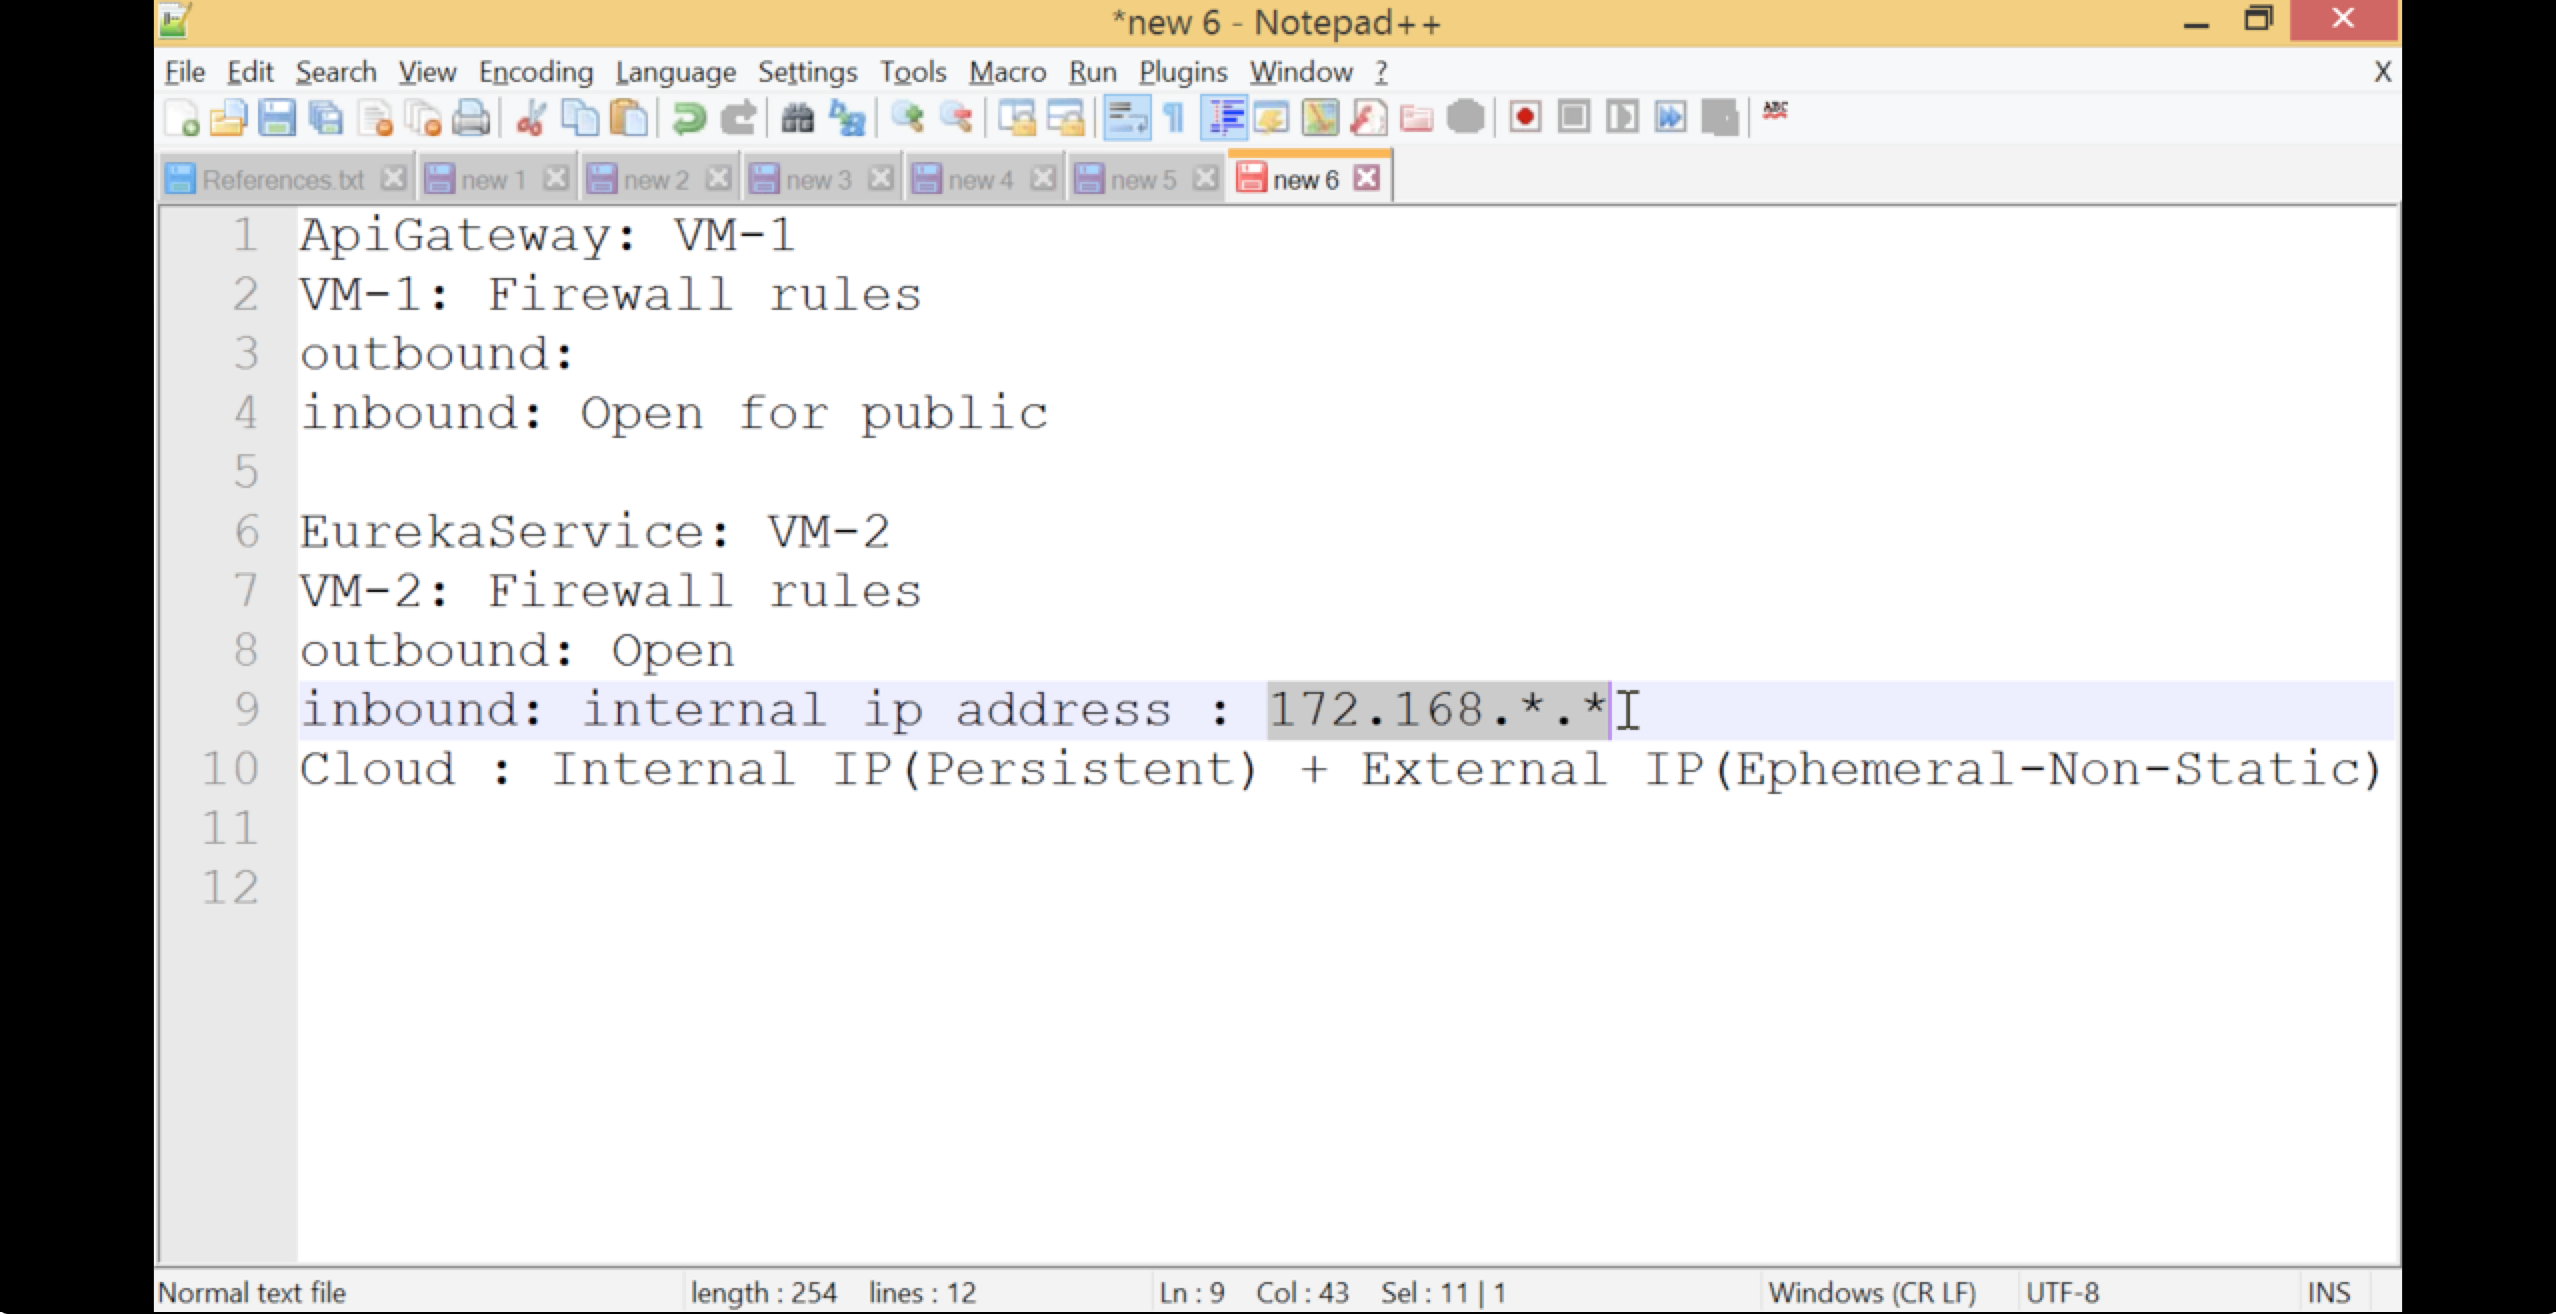 *new 6 - Notepad++
File Edit Search View Encoding Language Settings Tools Macro Run Plugins Window ? X
ABC
References.txt new 1 new 2 new 3 new 4 new 5 new 6
1 ApiGateway: VM-1
2 VM-1: Firewall rules
3 outbound:
4 inbound: Open for public
5
6 EurekaService: VM-2
7 VM-2: Firewall rules
8 outbound: Open
9 inbound: internal ip address : 172.168.*.*
10 Cloud : Internal IP(Persistent) + External IP(Ephemeral-Non-Static)
11
12
Normal text file length : 254 lines : 12 Ln : 9 Col : 43 Sel : 11 | 1 Windows (CR LF) UTF-8 INS